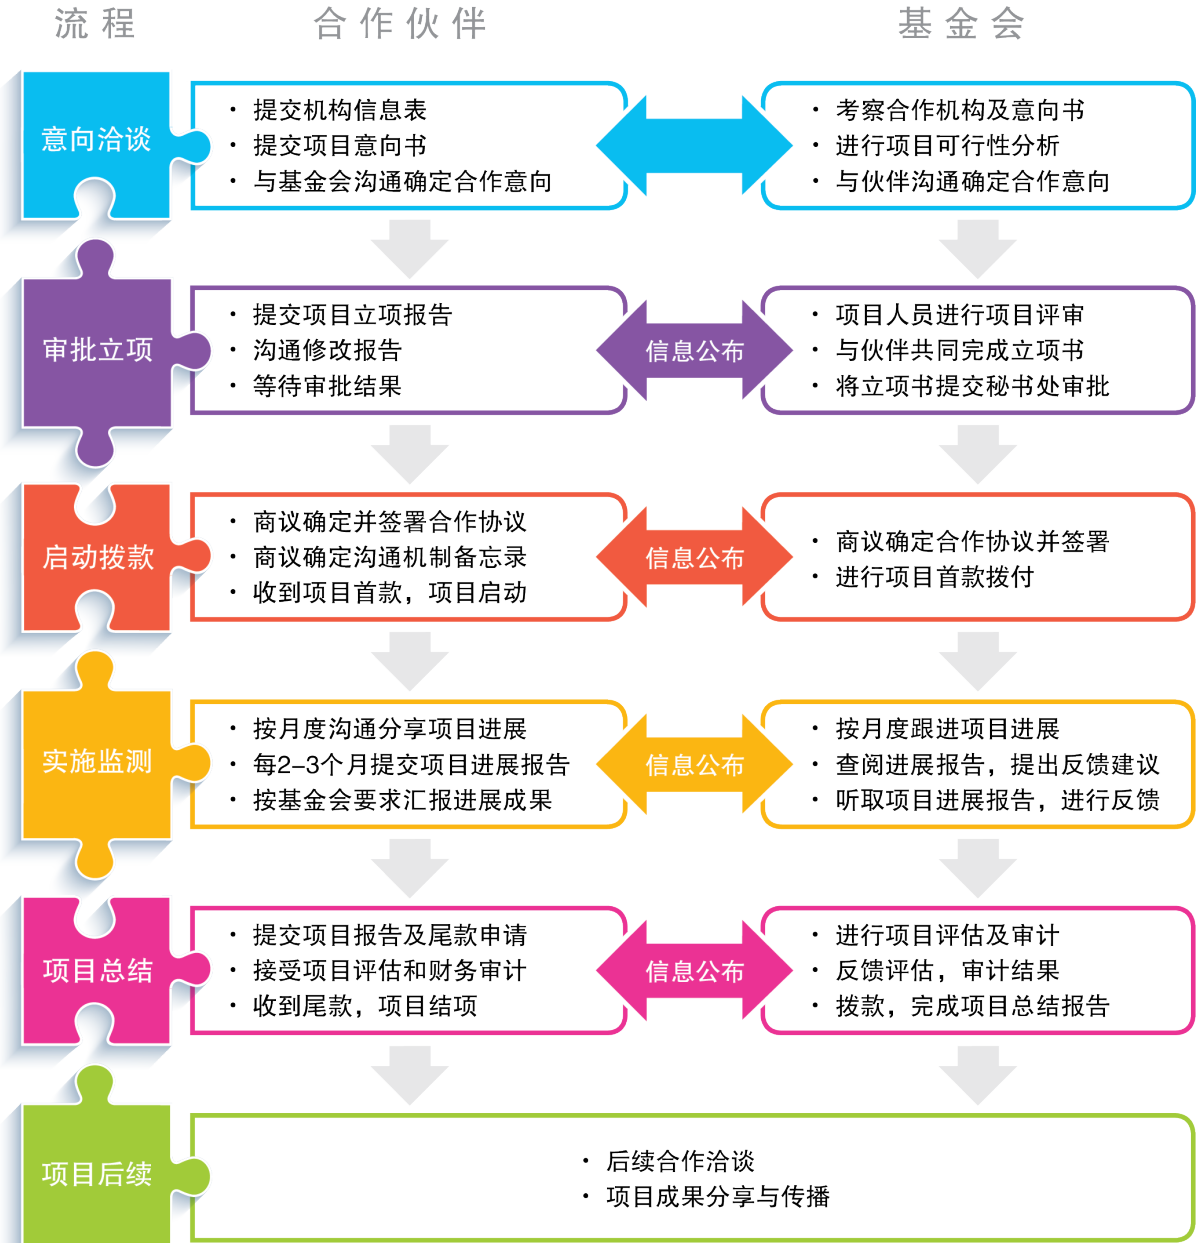 流程
合作伙伴
基金会
意向洽谈
· 提交机构信息表
· 提交项目意向书
· 与基金会沟通确定合作意向
· 考察合作机构及意向书
· 进行项目可行性分析
· 与伙伴沟通确定合作意向
审批立项
· 提交项目立项报告
· 沟通修改报告
· 等待审批结果
信息公布
· 项目人员进行项目评审
· 与伙伴共同完成立项书
· 将立项书提交秘书处审批
启动拨款
· 商议确定并签署合作协议
· 商议确定沟通机制备忘录
· 收到项目首款，项目启动
信息公布
· 商议确定合作协议并签署
· 进行项目首款拨付
实施监测
· 按月度沟通分享项目进展
· 每2-3个月提交项目进展报告
· 按基金会要求汇报进展成果
信息公布
· 按月度跟进项目进展
· 查阅进展报告，提出反馈建议
· 听取项目进展报告，进行反馈
项目总结
· 提交项目报告及尾款申请
· 接受项目评估和财务审计
· 收到尾款，项目结项
信息公布
· 进行项目评估及审计
· 反馈评估，审计结果
· 拨款，完成项目总结报告
项目后续
· 后续合作洽谈
· 项目成果分享与传播